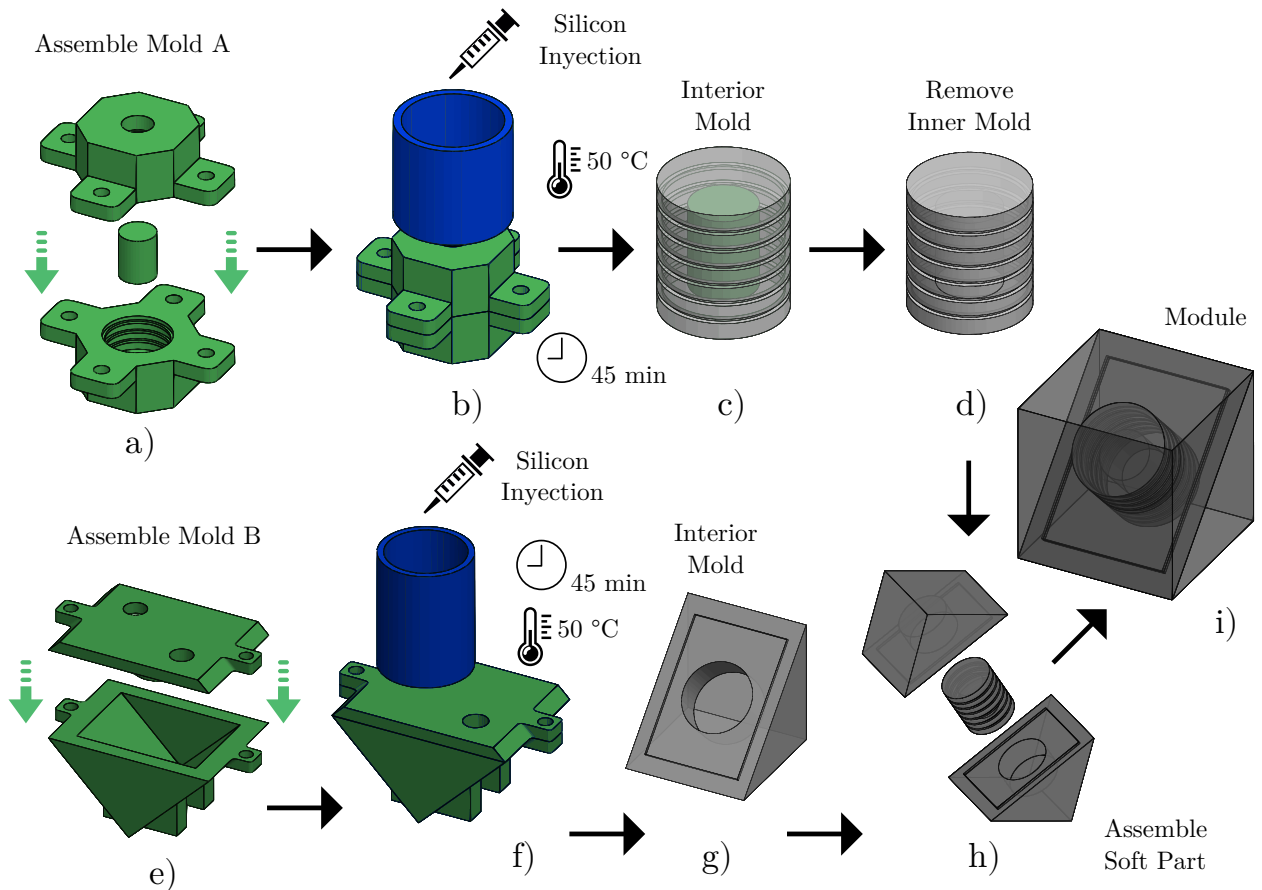 Assemble Mold A
Silicon
Inyection
50 °C
45 min
Interior
Mold
Remove
Inner Mold
Module
a)
b)
c)
d)
Assemble Mold B
Silicon
Inyection
45 min
50 °C
Interior
Mold
i)
Assemble
Soft Part
e)
f)
g)
h)